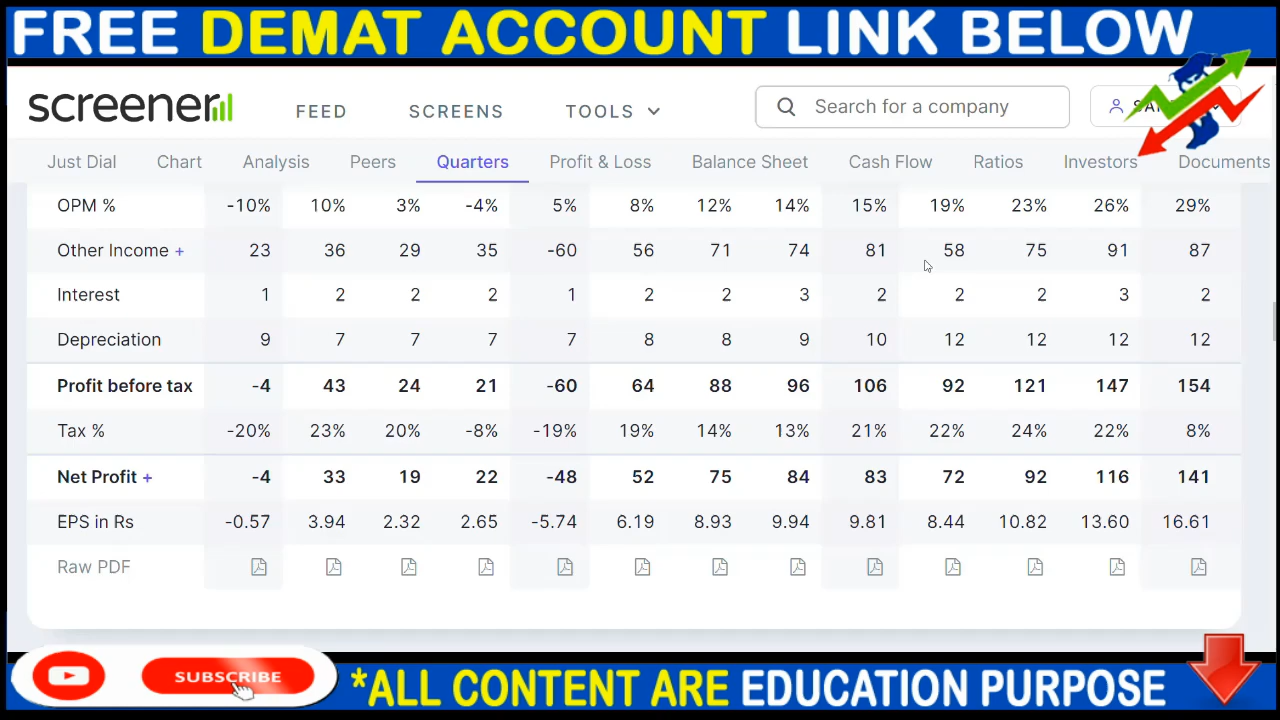 FREE DEMAT ACCOUNT LINK BELOW
screener FEED SCREENS TOOLS Search for a company
Just Dial Chart Analysis Peers Quarters Profit & Loss Balance Sheet Cash Flow Ratios Investors Documents
OPM % -10% 10% 3% -4% 5% 8% 12% 14% 15% 19% 23% 26% 29%
Other Income + 23 36 29 35 -60 56 71 74 81 58 75 91 87
Interest 1 2 2 2 1 2 2 3 2 2 2 3 2
Depreciation 9 7 7 7 7 8 8 9 10 12 12 12 12
Profit before tax -4 43 24 21 -60 64 88 96 106 92 121 147 154
Tax % -20% 23% 20% -8% -19% 19% 14% 13% 21% 22% 24% 22% 8%
Net Profit + -4 33 19 22 -48 52 75 84 83 72 92 116 141
EPS in Rs -0.57 3.94 2.32 2.65 -5.74 6.19 8.93 9.94 9.81 8.44 10.82 13.60 16.61
Raw PDF
SUBSCRIBE *ALL CONTENT ARE EDUCATION PURPOSE